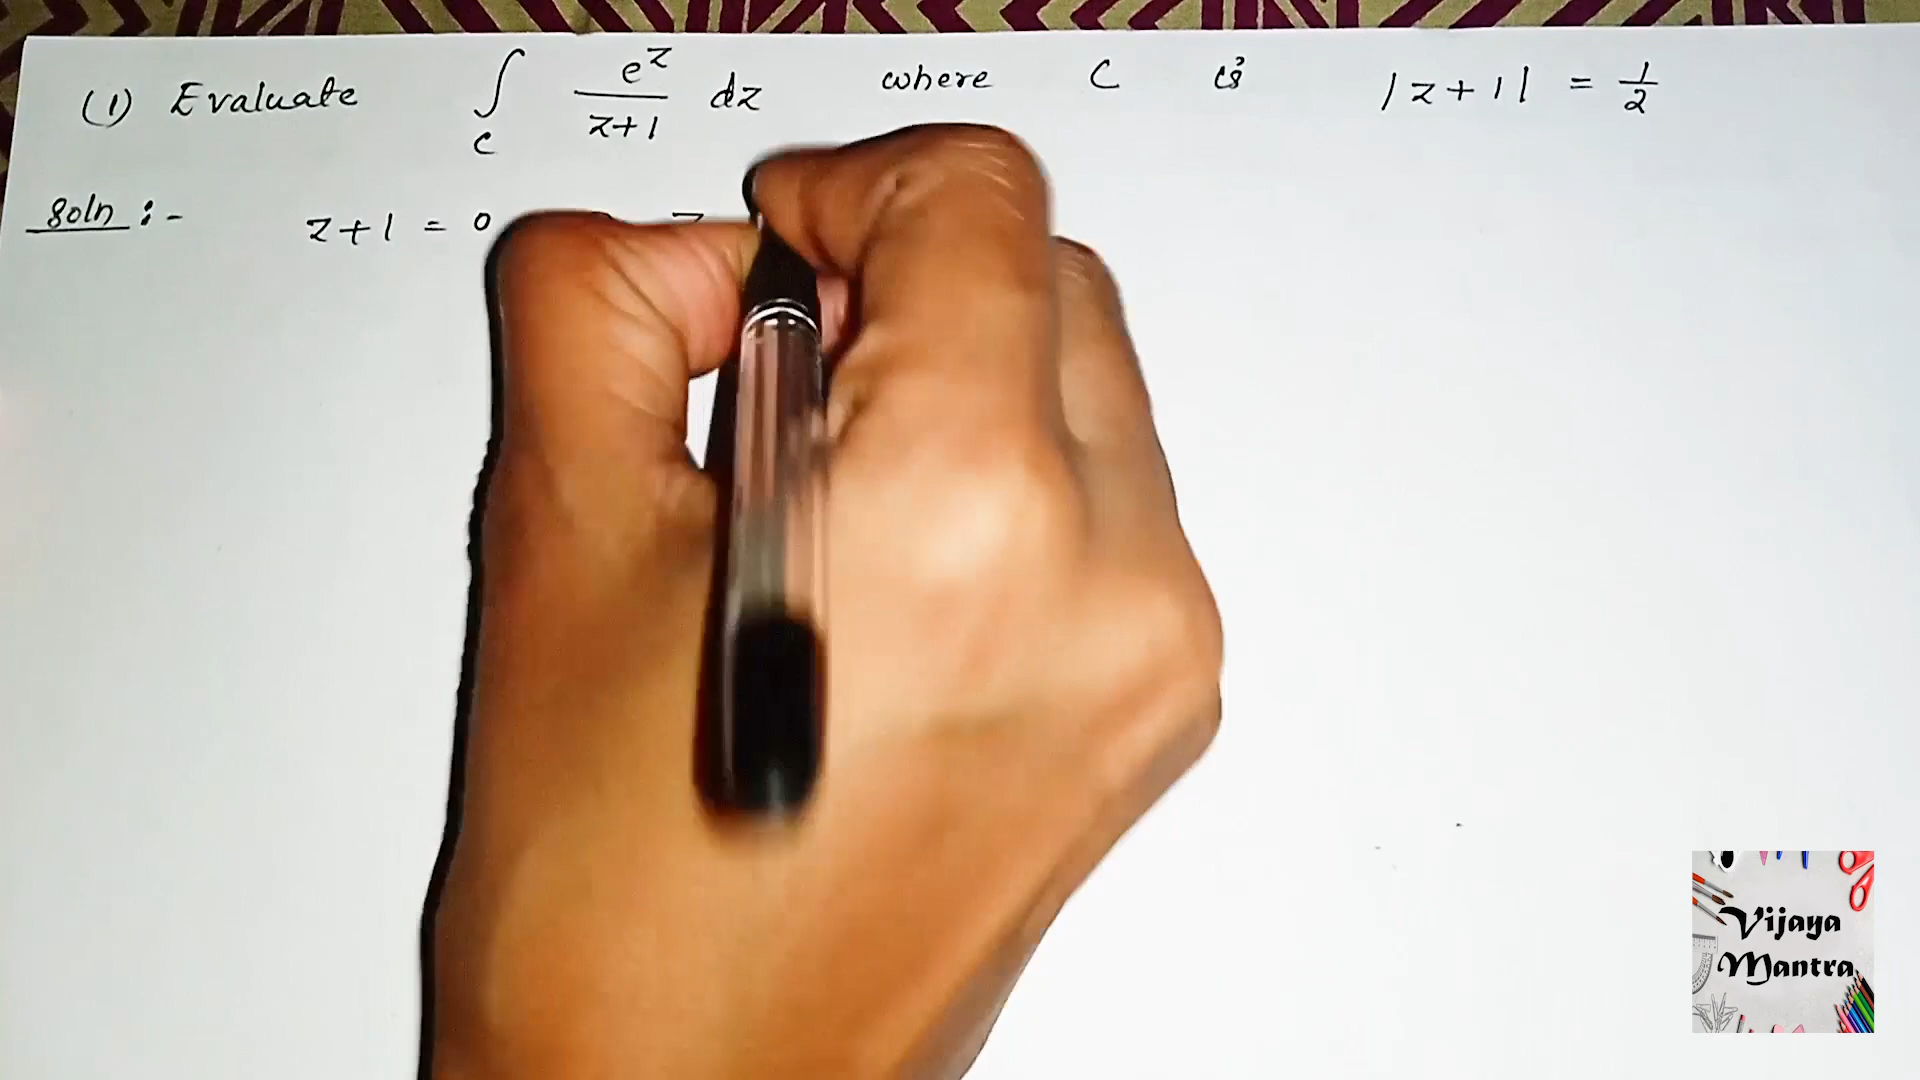 (1) Evaluate ∫_C e^z/(z+1) dz where C is |z+1| = 1/2
Soln :- z+1 = 0 z
Vijaya
Mantra